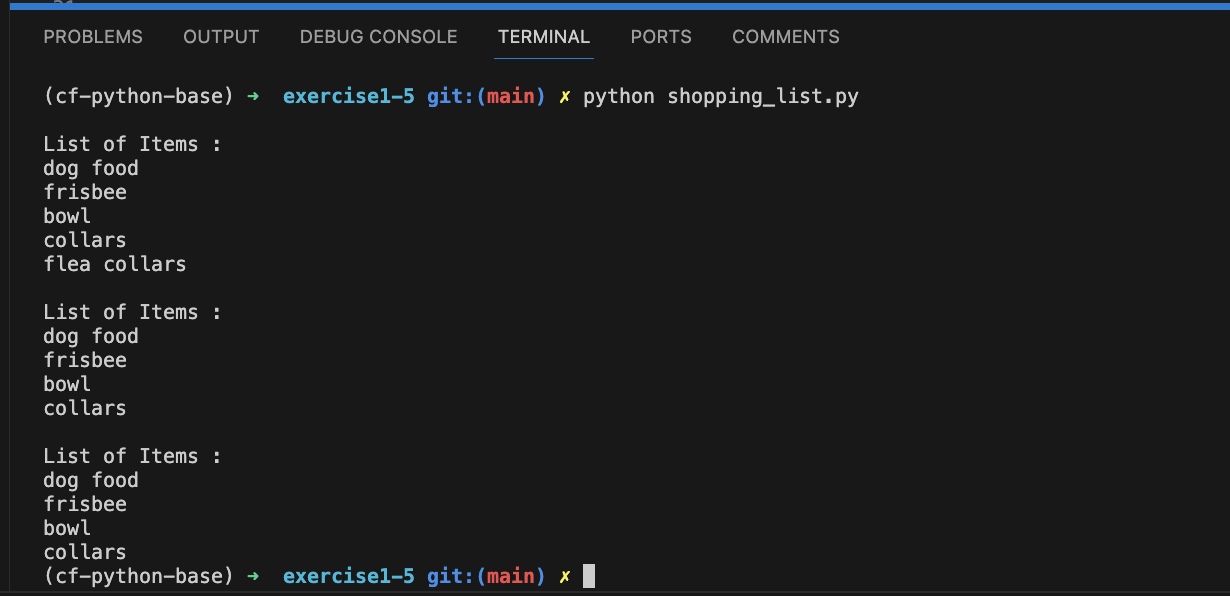 PROBLEMS OUTPUT DEBUG CONSOLE TERMINAL PORTS COMMENTS
(cf-python-base) ➜ exercise1-5 git:(main) ✗ python shopping_list.py
List of Items :
dog food
frisbee
bowl
collars
flea collars
List of Items :
dog food
frisbee
bowl
collars
List of Items :
dog food
frisbee
bowl
collars
(cf-python-base) ➜ exercise1-5 git:(main) ✗